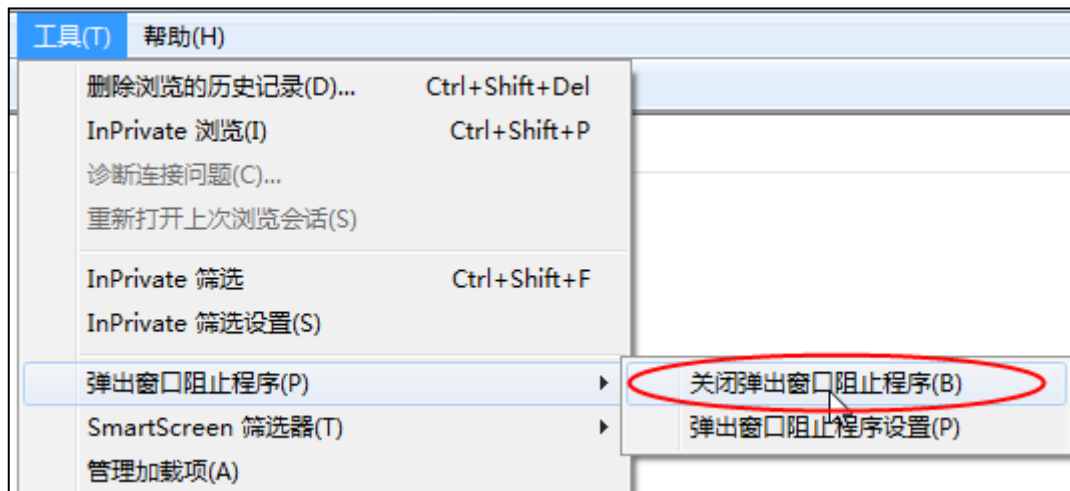 工具(T) 帮助(H)
删除浏览的历史记录(D)... Ctrl+Shift+Del
InPrivate 浏览(I) Ctrl+Shift+P
诊断连接问题(C)...
重新打开上次浏览会话(S)
InPrivate 筛选 Ctrl+Shift+F
InPrivate 筛选设置(S)
弹出窗口阻止程序(P) 关闭弹出窗口阻止程序(B)
SmartScreen 筛选器(T) 弹出窗口阻止程序设置(P)
管理加载项(A)